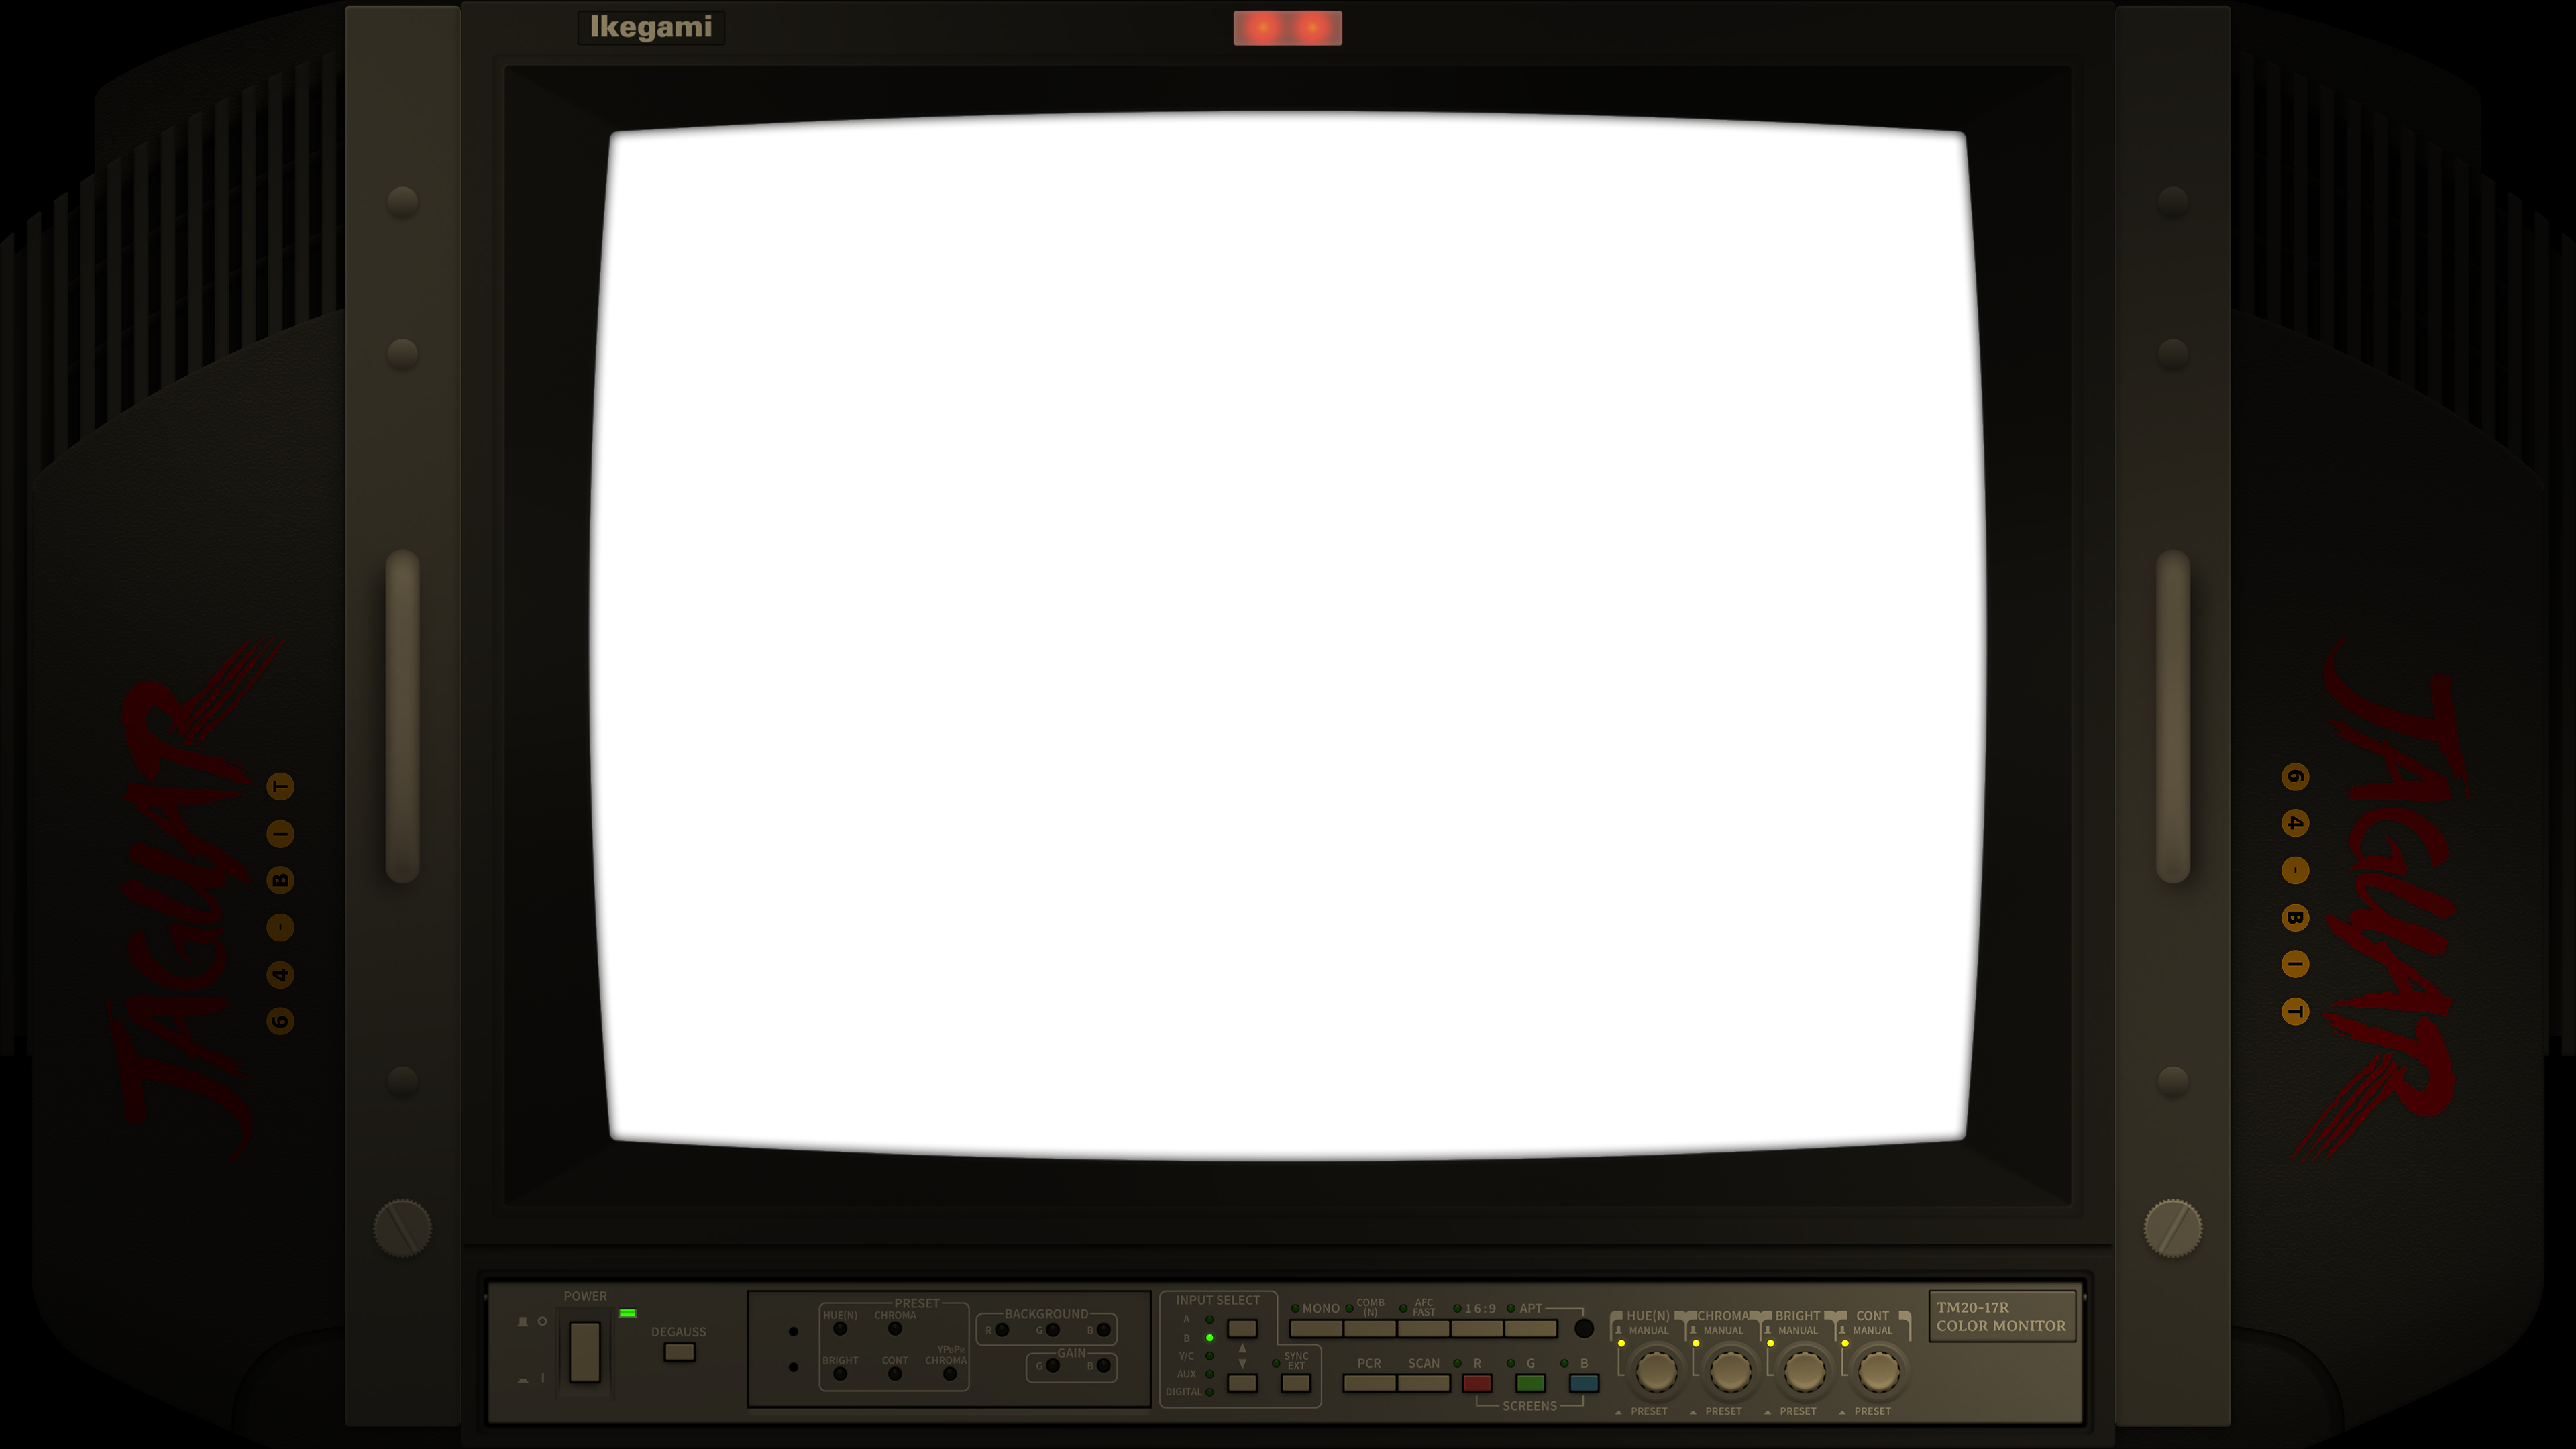 Ikegami
JAGUAR
64-BIT
JAGUAR
64-BIT
POWER
DEGAUSS
PRESET
HUE(N) CHROMA
BRIGHT CONT YPBPR CHROMA
BACKGROUND
R G B
GAIN
G B
INPUT SELECT
A
B
Y/C
AUX
DIGITAL
SYNC EXT
MONO COMB (N) AFC FAST 16:9 APT
PCR SCAN R G B
SCREENS
HUE(N) CHROMA BRIGHT CONT
MANUAL MANUAL MANUAL MANUAL
PRESET PRESET PRESET PRESET
TM20-17R
COLOR MONITOR